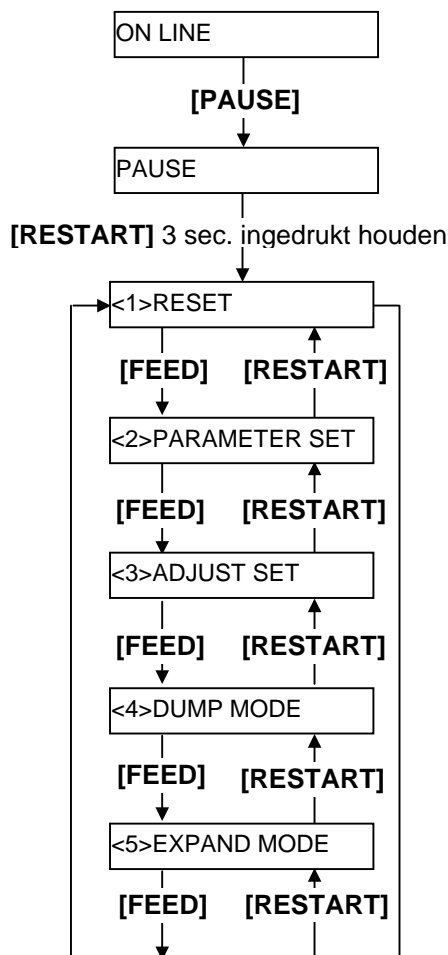 ON LINE
[PAUSE]
PAUSE
[RESTART] 3 sec. ingedrukt houden
<1>RESET
[FEED] [RESTART]
<2>PARAMETER SET
[FEED] [RESTART]
<3>ADJUST SET
[FEED] [RESTART]
<4>DUMP MODE
[FEED] [RESTART]
<5>EXPAND MODE
[FEED] [RESTART]